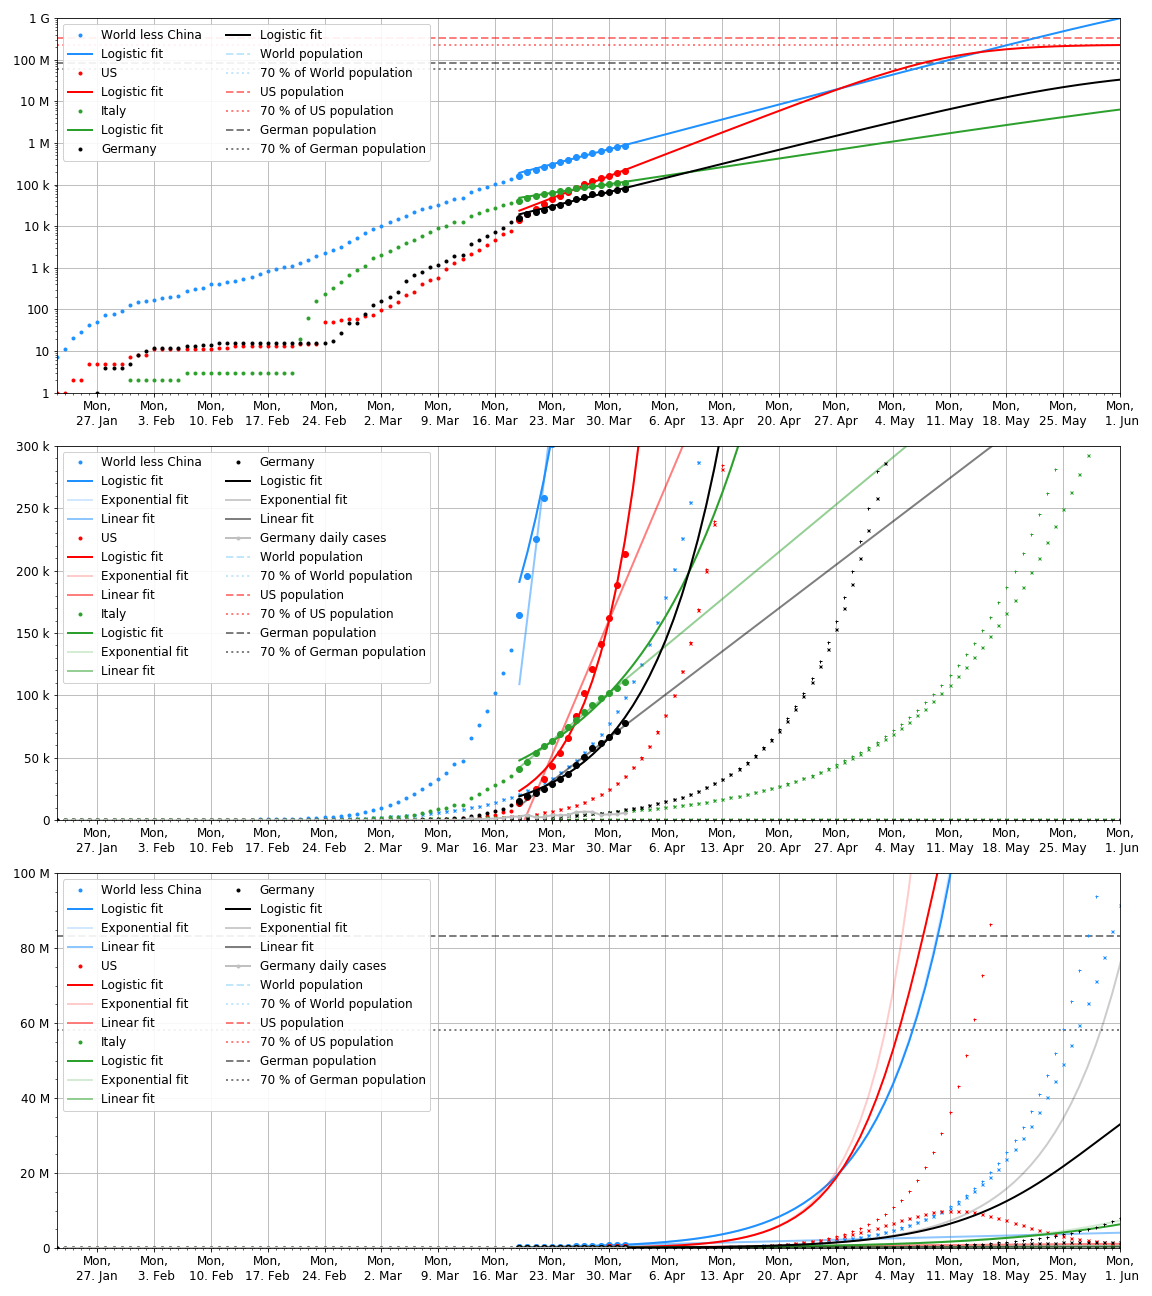 1 G
100 M
10 M
1 M
100 k
10 k
1 k
100
10
1
World less China
Logistic fit
US
Logistic fit
Italy
Logistic fit
Germany
Logistic fit
World population
70 % of World population
US population
70 % of US population
German population
70 % of German population
Mon, Mon, Mon, Mon, Mon, Mon, Mon, Mon, Mon, Mon, Mon, Mon, Mon, Mon, Mon, Mon, Mon, Mon, Mon,
27. Jan 3. Feb 10. Feb 17. Feb 24. Feb 2. Mar 9. Mar 16. Mar 23. Mar 30. Mar 6. Apr 13. Apr 20. Apr 27. Apr 4. May 11. May 18. May 25. May 1. Jun
300 k
250 k
200 k
150 k
100 k
50 k
0
World less China
Logistic fit
Exponential fit
Linear fit
US
Logistic fit
Exponential fit
Linear fit
Italy
Logistic fit
Exponential fit
Linear fit
Germany
Logistic fit
Exponential fit
Linear fit
Germany daily cases
World population
70 % of World population
US population
70 % of US population
German population
70 % of German population
Mon, Mon, Mon, Mon, Mon, Mon, Mon, Mon, Mon, Mon, Mon, Mon, Mon, Mon, Mon, Mon, Mon, Mon, Mon,
27. Jan 3. Feb 10. Feb 17. Feb 24. Feb 2. Mar 9. Mar 16. Mar 23. Mar 30. Mar 6. Apr 13. Apr 20. Apr 27. Apr 4. May 11. May 18. May 25. May 1. Jun
100 M
80 M
60 M
40 M
20 M
0
World less China
Logistic fit
Exponential fit
Linear fit
US
Logistic fit
Exponential fit
Linear fit
Italy
Logistic fit
Exponential fit
Linear fit
Germany
Logistic fit
Exponential fit
Linear fit
Germany daily cases
World population
70 % of World population
US population
70 % of US population
German population
70 % of German population
Mon, Mon, Mon, Mon, Mon, Mon, Mon, Mon, Mon, Mon, Mon, Mon, Mon, Mon, Mon, Mon, Mon, Mon, Mon,
27. Jan 3. Feb 10. Feb 17. Feb 24. Feb 2. Mar 9. Mar 16. Mar 23. Mar 30. Mar 6. Apr 13. Apr 20. Apr 27. Apr 4. May 11. May 18. May 25. May 1. Jun